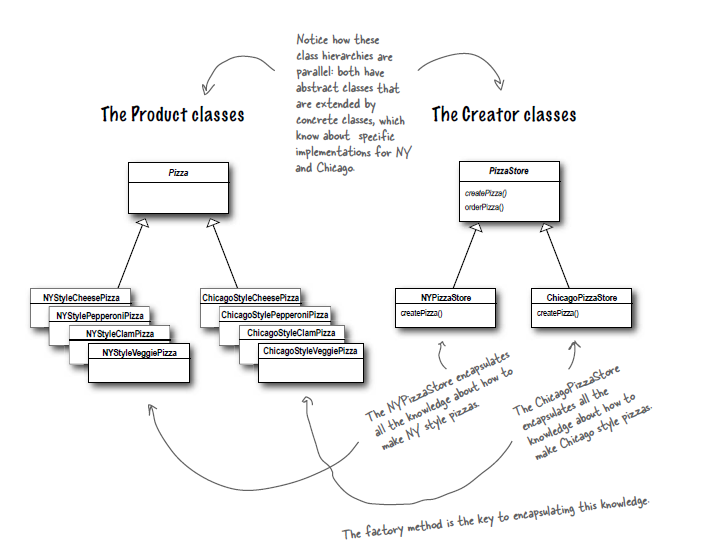 Notice how these
class hierarchies are
parallel: both have
abstract classes that
are extended by
concrete classes, which
know about specific
implementations for NY
and Chicago.
The Product classes
The Creator classes
Pizza
PizzaStore
createPizza()
orderPizza()
NYStyleCheesePizza
NYStylePepperoniPizza
NYStyleClamPizza
NYStyleVeggiePizza
ChicagoStyleCheesePizza
ChicagoStylePepperoniPizza
ChicagoStyleClamPizza
ChicagoStyleVeggiePizza
NYPizzaStore
createPizza()
ChicagoPizzaStore
createPizza()
The NYPizzaStore encapsulates
all the knowledge about how to
make NY style pizzas.
The ChicagoPizzaStore
encapsulates all the
knowledge about how to
make Chicago style pizzas.
The factory method is the key to encapsulating this knowledge.